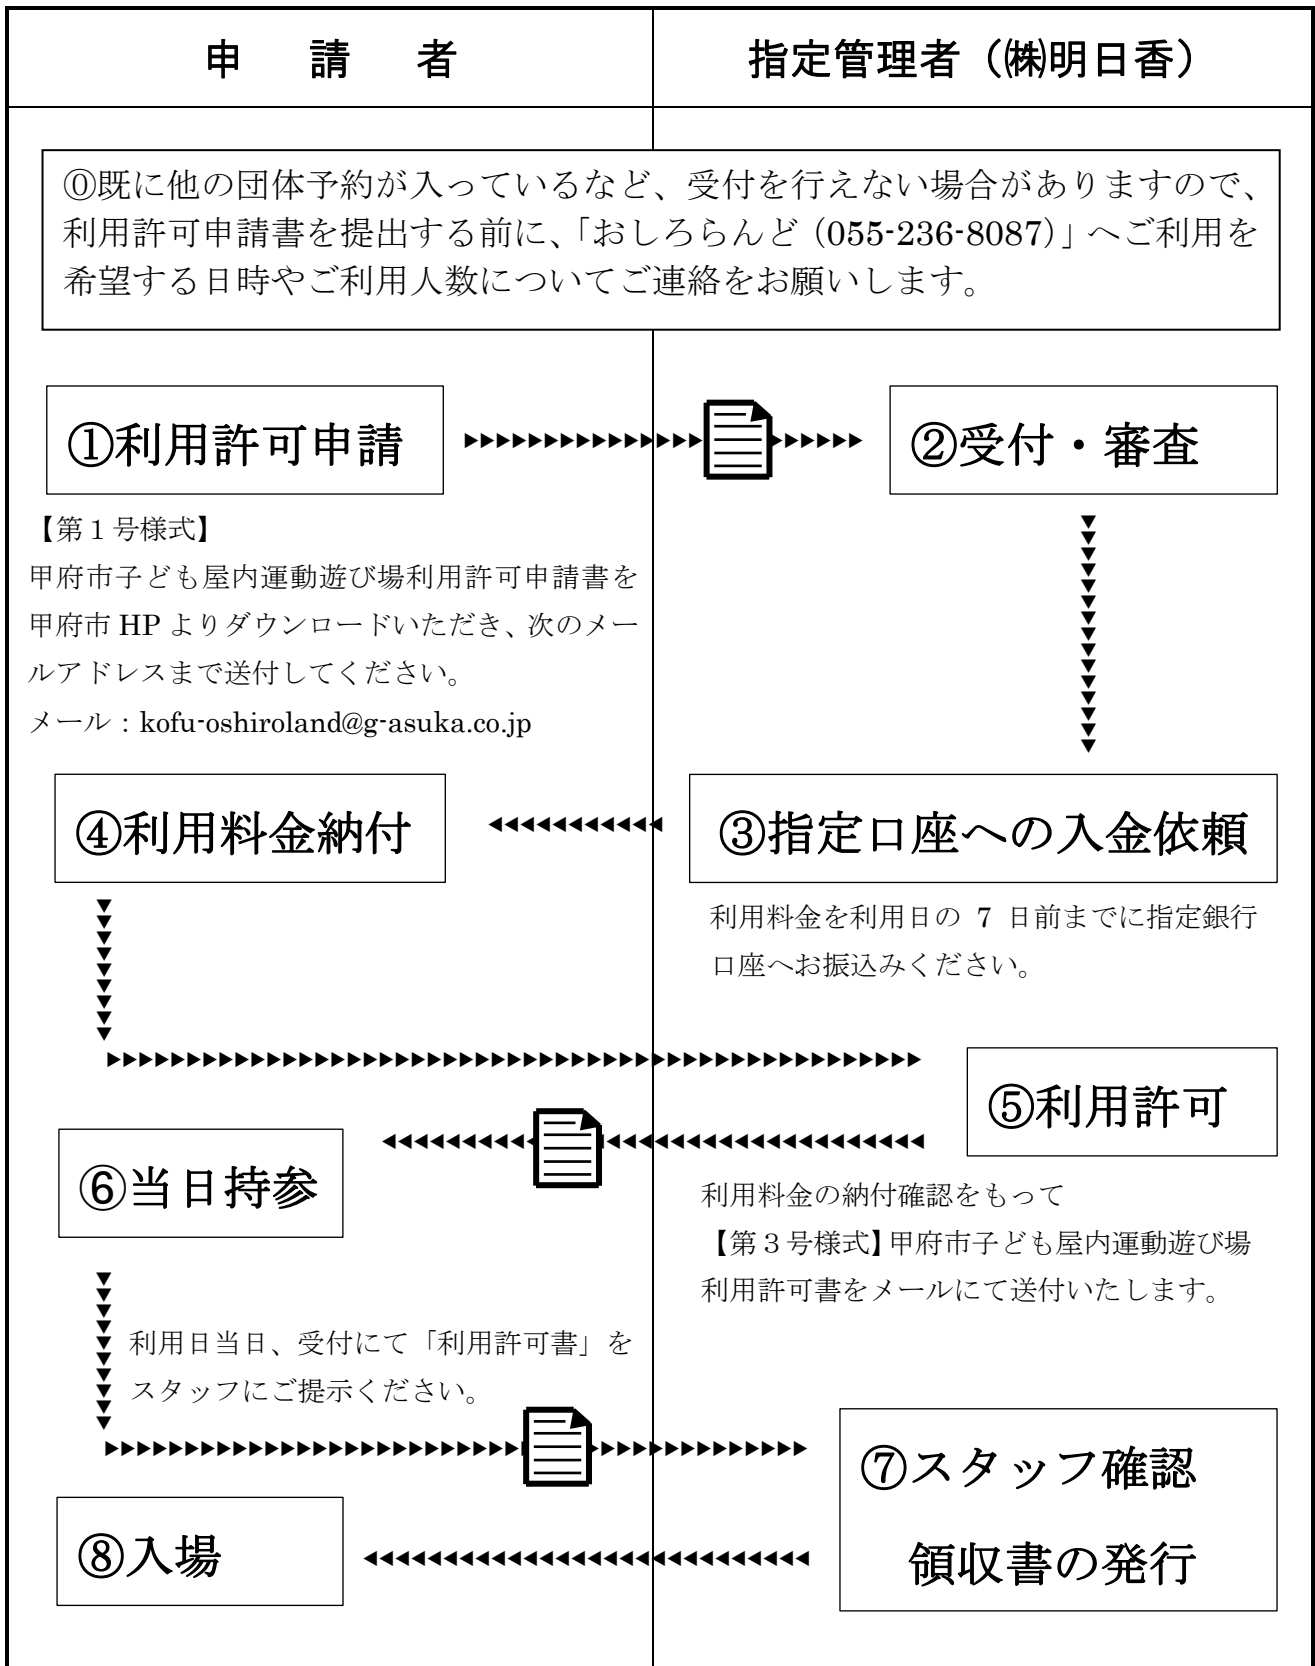 申　請　者
指定管理者（㈱明日香）
⓪既に他の団体予約が入っているなど、受付を行えない場合がありますので、
利用許可申請書を提出する前に、「おしろらんど（055-236-8087）」へご利用を
希望する日時やご利用人数についてご連絡をお願いします。
①利用許可申請
②受付・審査
【第１号様式】
甲府市子ども屋内運動遊び場利用許可申請書を
甲府市 HP よりダウンロードいただき、次のメー
ルアドレスまで送付してください。
メール：kofu-oshiroland@g-asuka.co.jp
③指定口座への入金依頼
利用料金を利用日の 7 日前までに指定銀行
口座へお振込みください。
④利用料金納付
⑤利用許可
利用料金の納付確認をもって
【第３号様式】甲府市子ども屋内運動遊び場
利用許可書をメールにて送付いたします。
⑥当日持参
利用日当日、受付にて「利用許可書」を
スタッフにご提示ください。
⑦スタッフ確認
領収書の発行
⑧入場